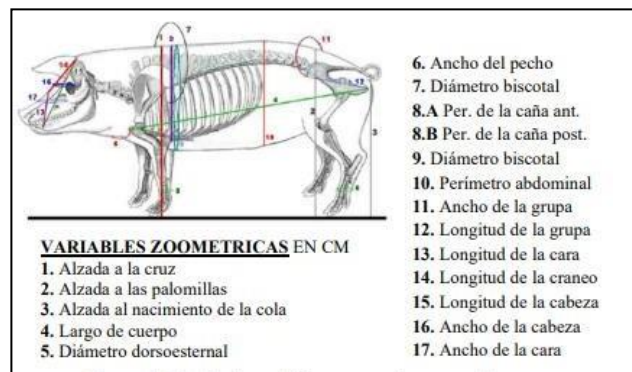 VARIABLES ZOOMETRICAS EN CM
1. Alzada a la cruz
2. Alzada a las palomillas
3. Alzada al nacimiento de la cola
4. Largo de cuerpo
5. Diámetro dorsoesternal
6. Ancho del pecho
7. Diámetro biscotal
8.A Per. de la caña ant.
8.B Per. de la caña post.
9. Diámetro biscotal
10. Perímetro abdominal
11. Ancho de la grupa
12. Longitud de la grupa
13. Longitud de la cara
14. Longitud de la craneo
15. Longitud de la cabeza
16. Ancho de la cabeza
17. Ancho de la cara